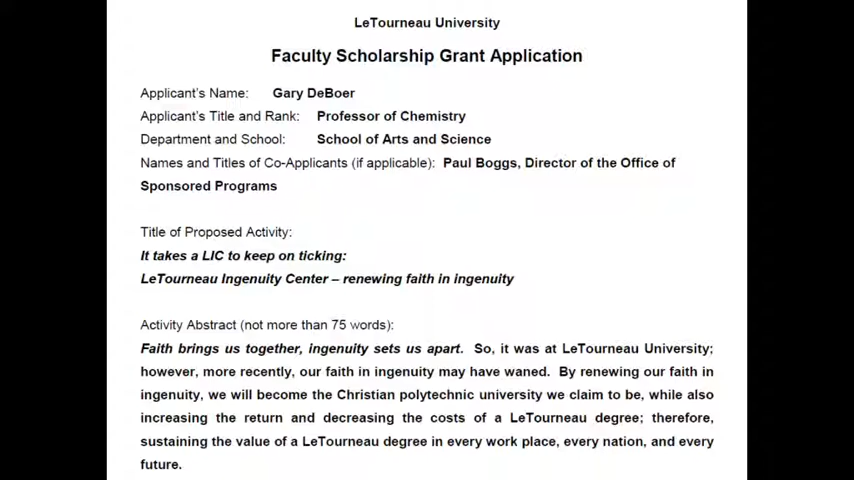 LeTourneau University
Faculty Scholarship Grant Application
Applicant's Name: Gary DeBoer
Applicant's Title and Rank: Professor of Chemistry
Department and School: School of Arts and Science
Names and Titles of Co-Applicants (if applicable): Paul Boggs, Director of the Office of
Sponsored Programs
Title of Proposed Activity:
It takes a LIC to keep on ticking:
LeTourneau Ingenuity Center – renewing faith in ingenuity
Activity Abstract (not more than 75 words):
Faith brings us together, ingenuity sets us apart. So, it was at LeTourneau University;
however, more recently, our faith in ingenuity may have waned. By renewing our faith in
ingenuity, we will become the Christian polytechnic university we claim to be, while also
increasing the return and decreasing the costs of a LeTourneau degree; therefore,
sustaining the value of a LeTourneau degree in every work place, every nation, and every
future.